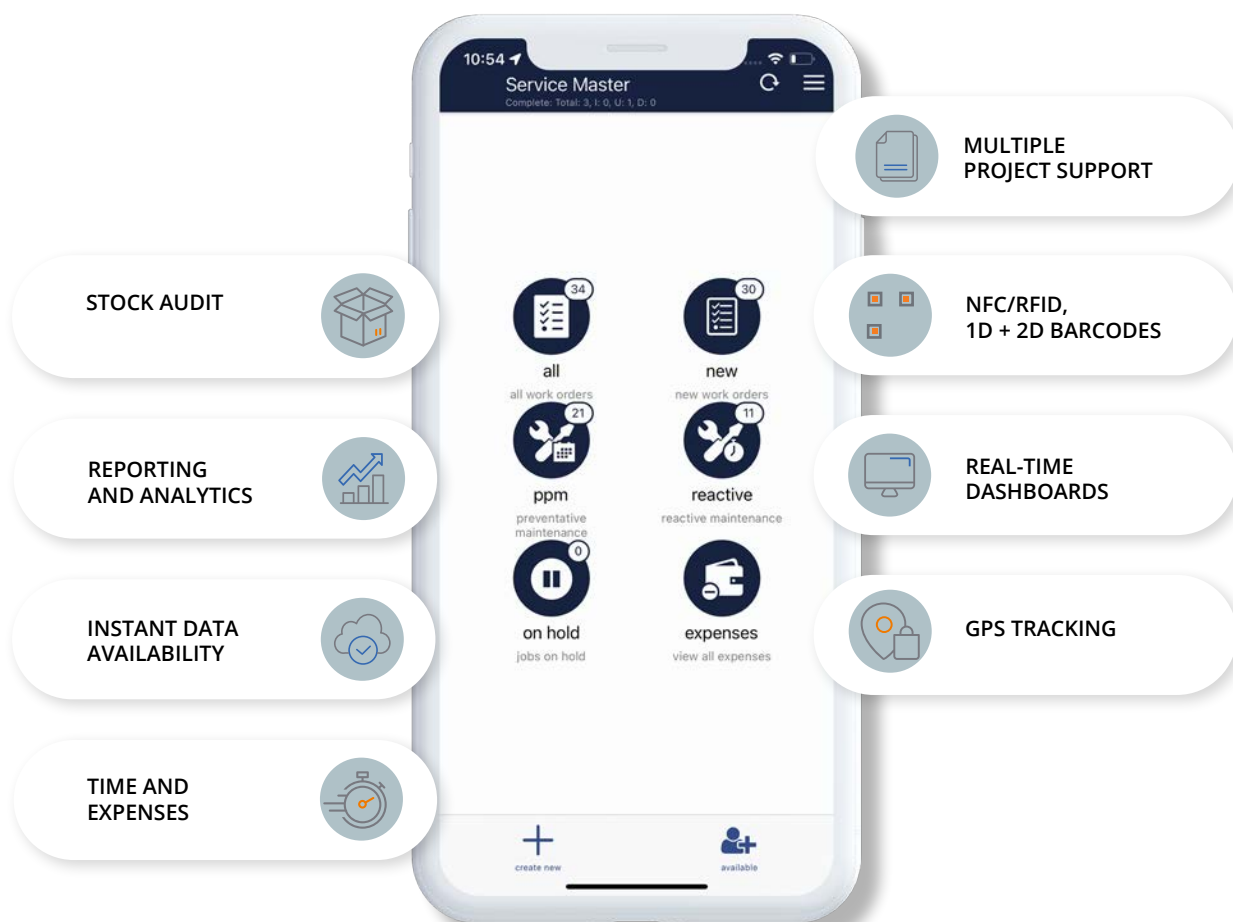 10:54
Service Master
Complete: Total: 3, I: 0, U: 1, D: 0
STOCK AUDIT
REPORTING
AND ANALYTICS
INSTANT DATA
AVAILABILITY
TIME AND
EXPENSES
34
all
all work orders
30
new
new work orders
21
ppm
preventative
maintenance
11
reactive
reactive maintenance
0
on hold
jobs on hold
expenses
view all expenses
create new
available
MULTIPLE
PROJECT SUPPORT
NFC/RFID,
1D + 2D BARCODES
REAL-TIME
DASHBOARDS
GPS TRACKING